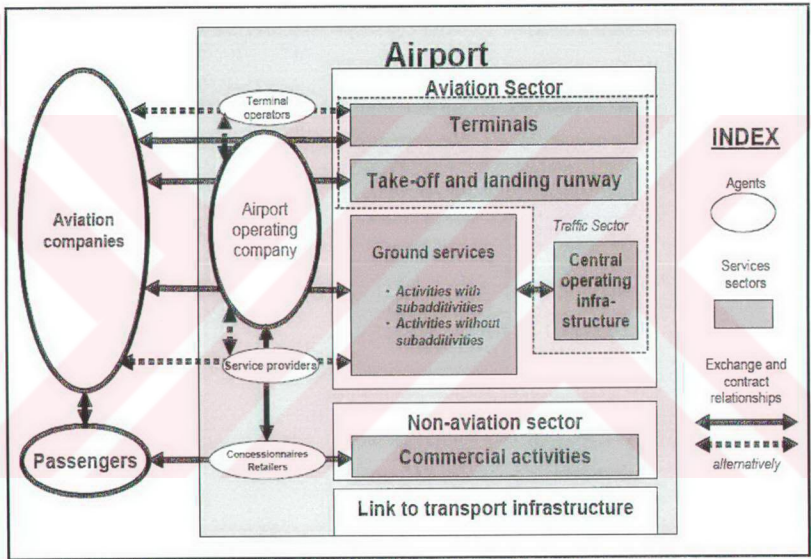 Airport
Aviation Sector
Terminal
operators
Terminals
Take-off and landing runway
Aviation
companies
Airport
operating
company
Traffic Sector
Ground services
• Activities with
subadditivities
• Activities without
subadditivities
Central
operating
infra-
structure
Service providers
Non-aviation sector
Commercial activities
Passengers
Concessionnaires
Retailers
Link to transport infrastructure
INDEX
Agents
Services
sectors
Exchange and
contract
relationships
alternatively